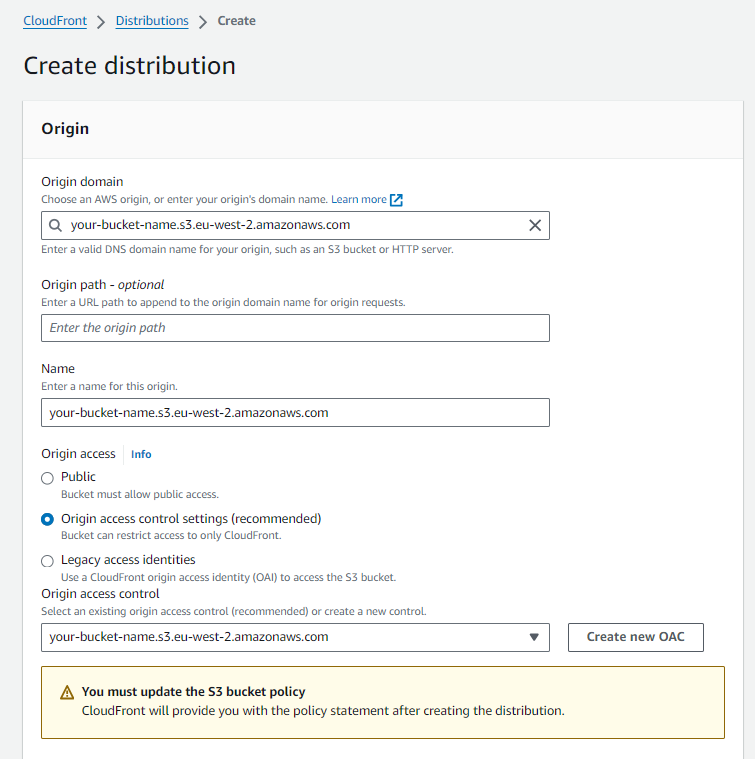 CloudFront > Distributions > Create
Create distribution
Origin
Origin domain
Choose an AWS origin, or enter your origin's domain name. Learn more
your-bucket-name.s3.eu-west-2.amazonaws.com
Enter a valid DNS domain name for your origin, such as an S3 bucket or HTTP server.
Origin path - optional
Enter a URL path to append to the origin domain name for origin requests.
Enter the origin path
Name
Enter a name for this origin.
your-bucket-name.s3.eu-west-2.amazonaws.com
Origin access Info
Public
Bucket must allow public access.
Origin access control settings (recommended)
Bucket can restrict access to only CloudFront.
Legacy access identities
Use a CloudFront origin access identity (OAI) to access the S3 bucket.
Origin access control
Select an existing origin access control (recommended) or create a new control.
your-bucket-name.s3.eu-west-2.amazonaws.com Create new OAC
You must update the S3 bucket policy
CloudFront will provide you with the policy statement after creating the distribution.